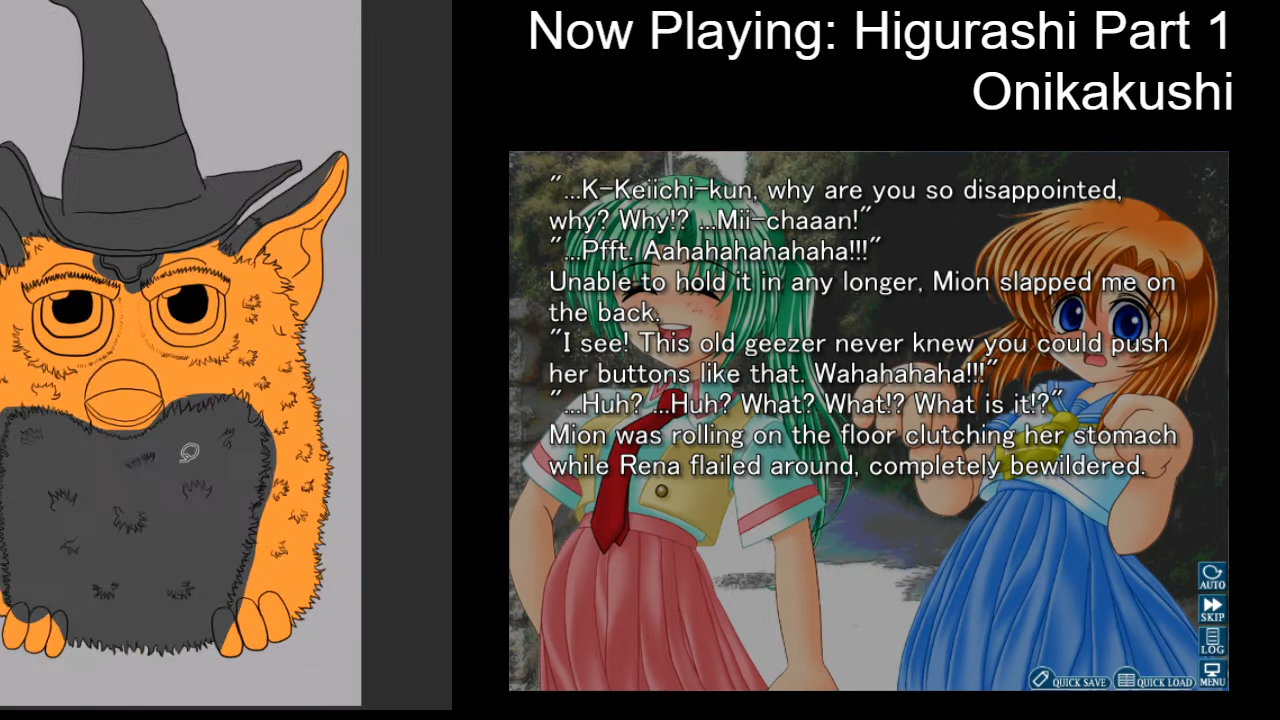 Now Playing: Higurashi Part 1
Onikakushi
"...K-Keiichi-kun, why are you so disappointed,
why? Why!? ...Mii-chaaan!"
"...Pfft. Aahahahahahaha!!!"
Unable to hold it in any longer, Mion slapped me on
the back.
"I see! This old geezer never knew you could push
her buttons like that. Wahahahaha!!!"
"...Huh? ...Huh? What? What!? What is it!?"
Mion was rolling on the floor clutching her stomach
while Rena flailed around, completely bewildered.
AUTO
SKIP
LOG
MENU
QUICK SAVE
QUICK LOAD